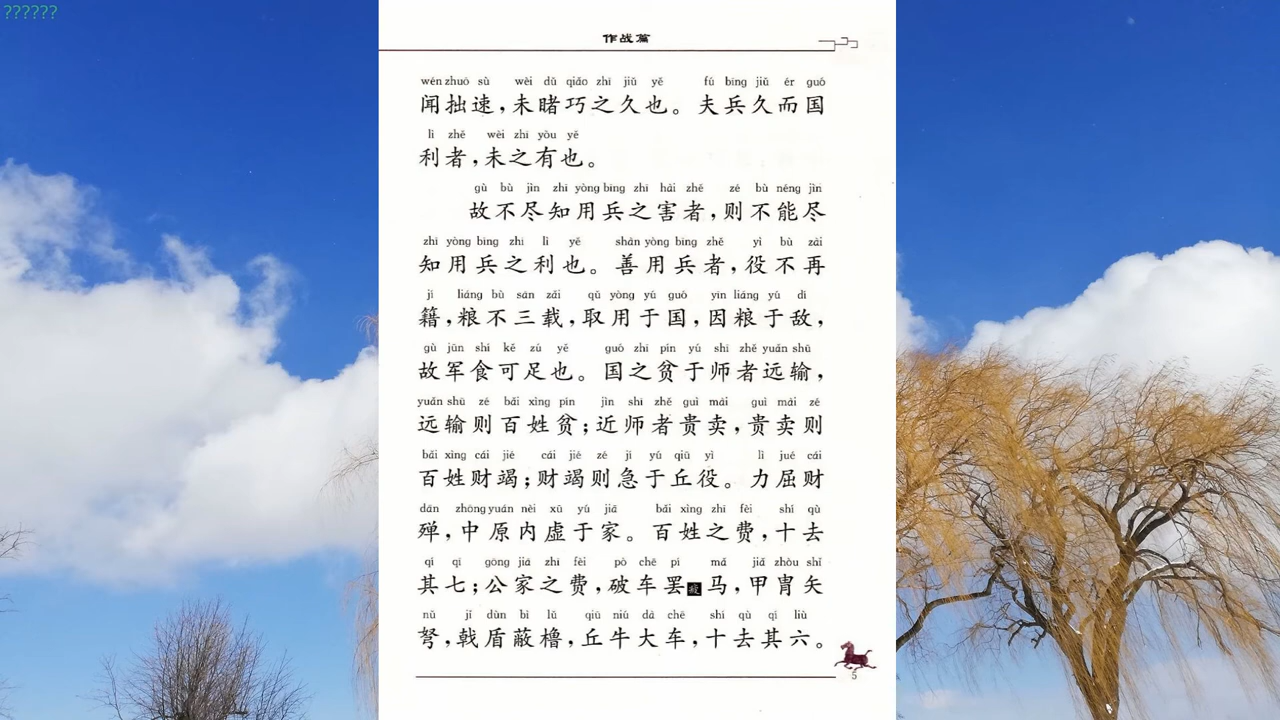 ??????
作战篇
wén zhuō sù wèi dǔ qiǎo zhī jiǔ yě fú bīng jiǔ ér guó
闻拙速，未睹巧之久也。夫兵久而国
lì zhě wèi zhī yǒu yě
利者，未之有也。
gù bù jìn zhī yòng bīng zhī hài zhě zé bù néng jìn
故不尽知用兵之害者，则不能尽
zhī yòng bīng zhī lì yě shàn yòng bīng zhě yì bù zài
知用兵之利也。善用兵者，役不再
jí liáng bù sān zài qǔ yòng yú guó yīn liáng yú dí
籍，粮不三载，取用于国，因粮于敌，
gù jūn shí kě zú yě guó zhī pín yú shī zhě yuǎn shū
故军食可足也。国之贫于师者远输，
yuǎn shū zé bǎi xìng pín jìn shī zhě guì mài guì mài zé
远输则百姓贫；近师者贵卖，贵卖则
bǎi xìng cái jié cái jié zé jí yú qiū yì lì jué cái
百姓财竭；财竭则急于丘役。力屈财
dān zhōng yuán nèi xū yú jiā bǎi xìng zhī fèi shí qù
殚，中原内虚于家。百姓之费，十去
qí qī gōng jiā zhī fèi pò chē pí mǎ jiǎ zhòu shǐ
其七；公家之费，破车罢疲马，甲胄矢
nǔ jǐ dùn bì lǔ qiū niú dà chē shí qù qí liù
弩，戟盾蔽橹，丘牛大车，十去其六。
5